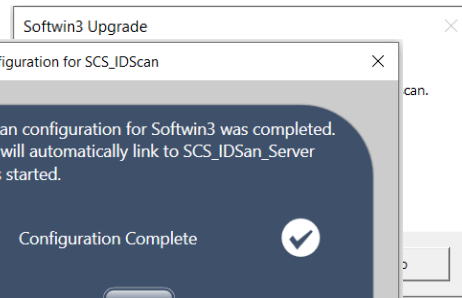 Softwin3 Upgrade
figuration for SCS_IDScan
can.
an configuration for Softwin3 was completed.
will automatically link to SCS_IDSan_Server
s started.
Configuration Complete